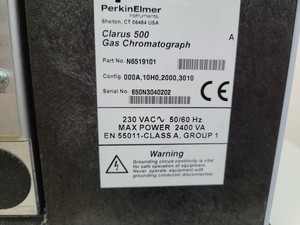 PerkinElmer
Instruments
Shelton, CT 06484 USA
Clarus 500
Gas Chromatograph
A
Part No. N6519101
Config. 000A,10H0,2000,3010
Serial No. 650N3040202
230 VAC∿ 50/60 Hz
MAX POWER 2400 VA
EN 55011-CLASS A, GROUP 1
Warning
Grounding circuit continuity is vital
for safe operation of equipment.
Never operate equipment with
grounding conductor disconnected.